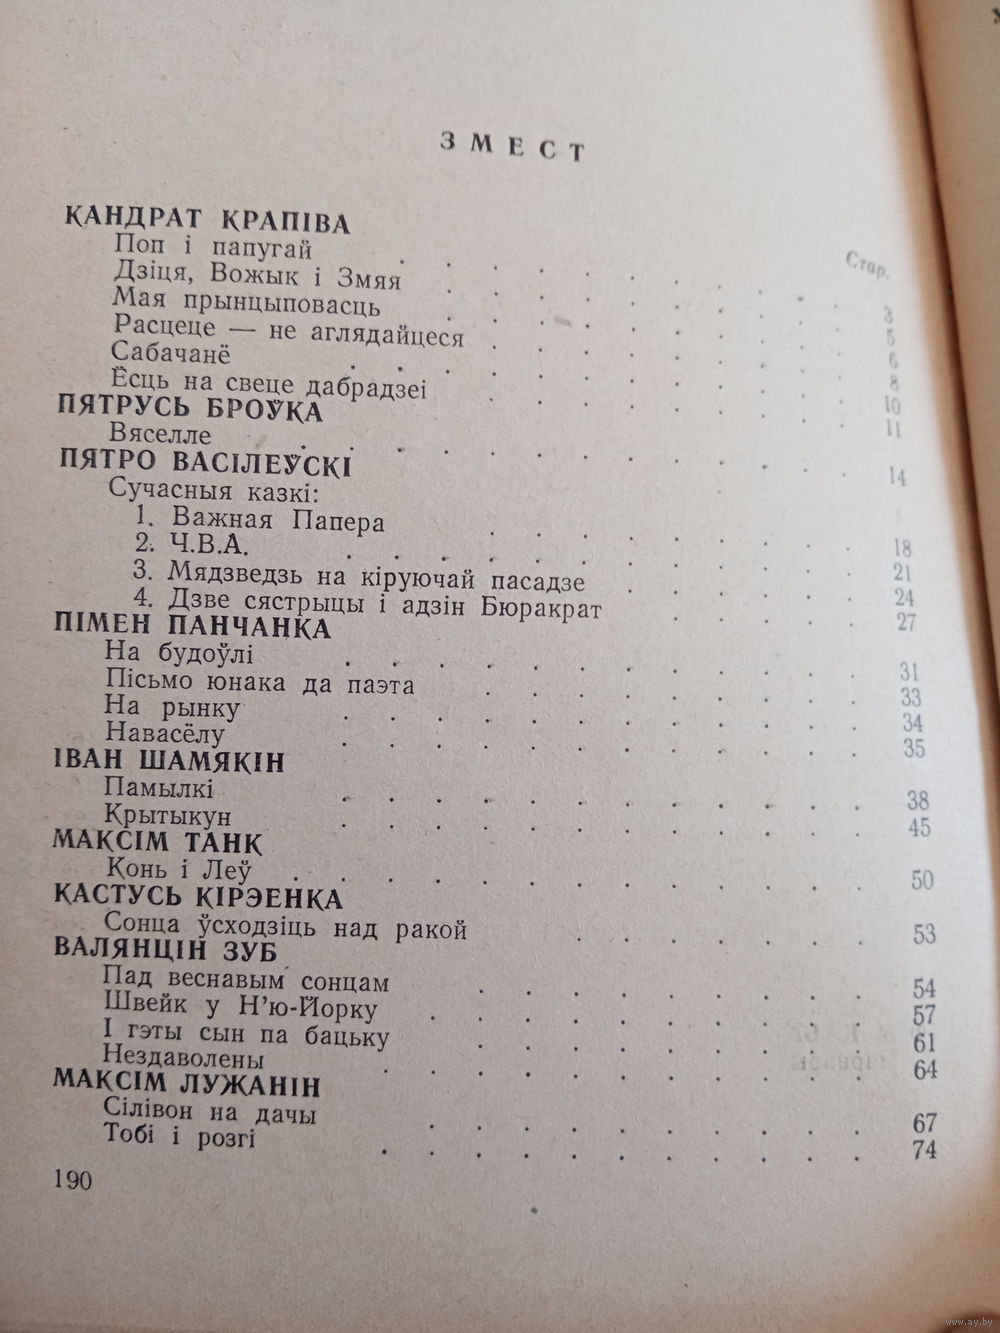 ЗМЕСТ
Стар.
КАНДРАТ КРАПІВА
Поп і папугай . . . . . . . . . . 3
Дзіця, Вожык і Змяя . . . . . . . . . 5
Мая прынцыповасць . . . . . . . . . 6
Расцеце — не аглядайцеся . . . . . . . . 8
Сабачанё . . . . . . . . . . . 10
Ёсць на свеце дабрадзеі . . . . . . . . 11
ПЯТРУСЬ БРОЎКА
Вяселле . . . . . . . . . . . . 14
ПЯТРО ВАСІЛЕЎСКІ
Сучасныя казкі:
1. Важная Папера . . . . . . . . 18
2. Ч.В.А. . . . . . . . . . . . 21
3. Мядзведзь на кіруючай пасадзе . . . . . 24
4. Дзве сястрыцы і адзін Бюракрат . . . . 27
ПІМЕН ПАНЧАНКА
На будоўлі . . . . . . . . . . . 31
Пісьмо юнака да паэта . . . . . . . . 33
На рынку . . . . . . . . . . . 34
Навасёлу . . . . . . . . . . . 35
ІВАН ШАМЯКІН
Памылкі . . . . . . . . . . . 38
Крытыкун . . . . . . . . . . . 45
МАКСІМ ТАНК
Конь і Леў . . . . . . . . . . . . 50
КАСТУСЬ КІРЭЕНКА
Сонца ўсходзіць над ракой . . . . . . . 53
ВАЛЯНЦІН ЗУБ
Пад веснавым сонцам . . . . . . . . . 54
Швейк у Н’ю-Йорку . . . . . . . . . . 57
І гэты сын па бацьку . . . . . . . . . 61
Нездаволены . . . . . . . . . . . 64
МАКСІМ ЛУЖАНІН
Сілівон на дачы . . . . . . . . . . 67
Тобі і розгі . . . . . . . . . . . 74
190
www.ay.by